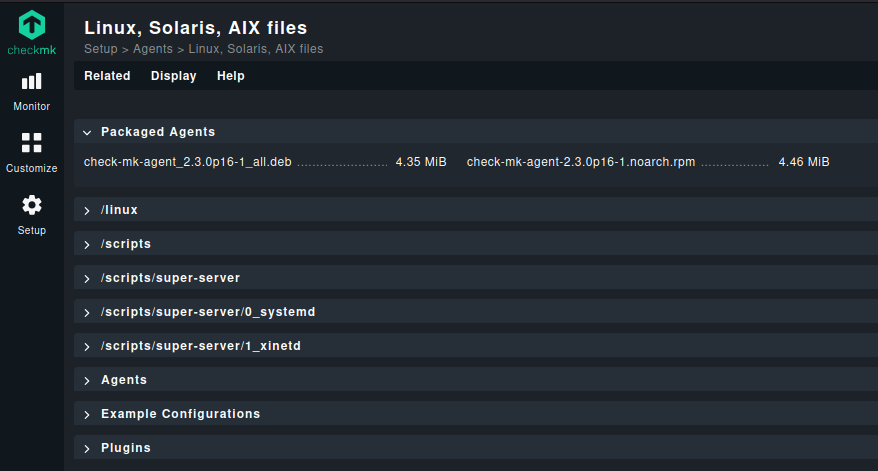 checkmk
Monitor
Customize
Setup
Linux, Solaris, AIX files
Setup > Agents > Linux, Solaris, AIX files
Related Display Help
Packaged Agents
check-mk-agent_2.3.0p16-1_all.deb 4.35 MiB check-mk-agent-2.3.0p16-1.noarch.rpm 4.46 MiB
/linux
/scripts
/scripts/super-server
/scripts/super-server/0_systemd
/scripts/super-server/1_xinetd
Agents
Example Configurations
Plugins